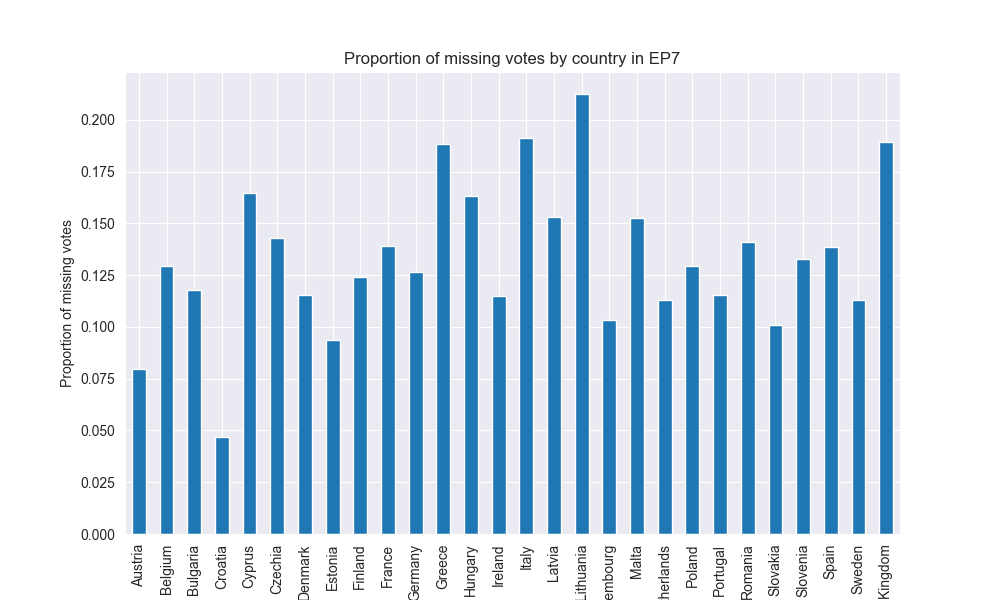 Proportion of missing votes by country in EP7
Proportion of missing votes
0.200
0.175
0.150
0.125
0.100
0.075
0.050
0.025
0.000
Austria
Belgium
Bulgaria
Croatia
Cyprus
Czechia
Denmark
Estonia
Finland
France
Germany
Greece
Hungary
Ireland
Italy
Latvia
Lithuania
embourg
Malta
herlands
Poland
Portugal
Romania
Slovakia
Slovenia
Spain
Sweden
Kingdom